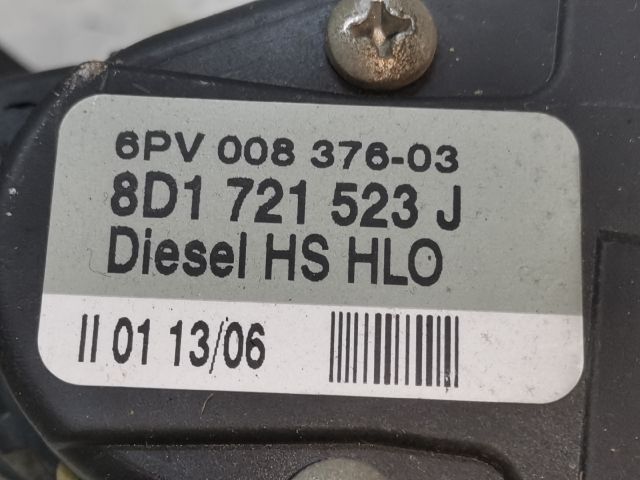 6PV 008 376-03
8D1 721 523 J
Diesel HS HLO
II 01 13/06